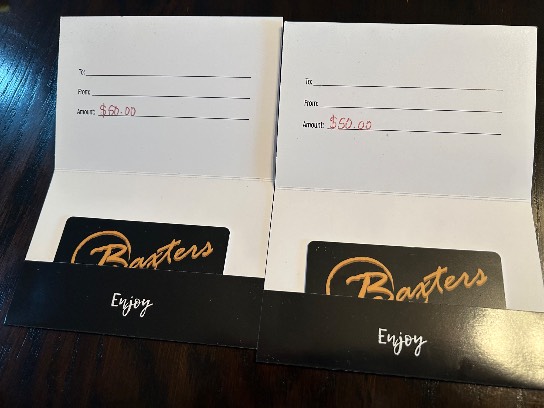 To:
From:
Amount: $50.00
Baxters
Enjoy
To:
From:
Amount: $50.00
Baxters
Enjoy